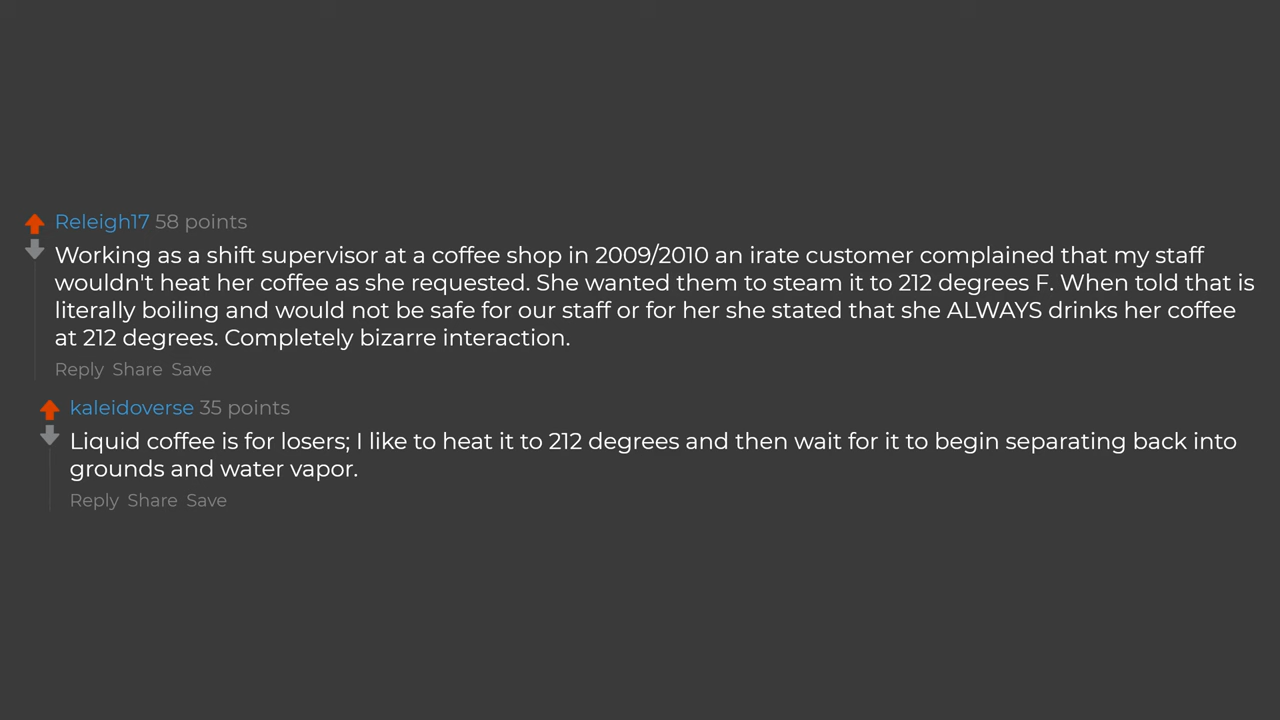 Releigh17 58 points
Working as a shift supervisor at a coffee shop in 2009/2010 an irate customer complained that my staff
wouldn't heat her coffee as she requested. She wanted them to steam it to 212 degrees F. When told that is
literally boiling and would not be safe for our staff or for her she stated that she ALWAYS drinks her coffee
at 212 degrees. Completely bizarre interaction.
Reply Share Save
kaleidoverse 35 points
Liquid coffee is for losers; I like to heat it to 212 degrees and then wait for it to begin separating back into
grounds and water vapor.
Reply Share Save